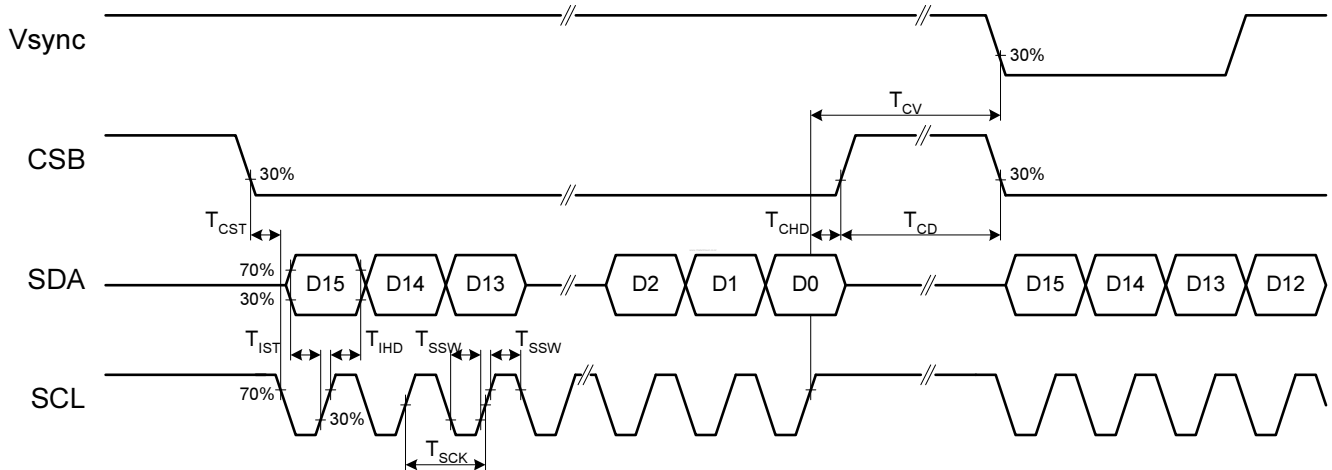 Vsync
30%
T_CV
CSB
30%
30%
T_CST
T_CHD
T_CD
SDA
70%
30%
D15
D14
D13
D2
D1
D0
D15
D14
D13
D12
T_IST
T_IHD
T_SSW
T_SSW
SCL
70%
30%
T_SCK